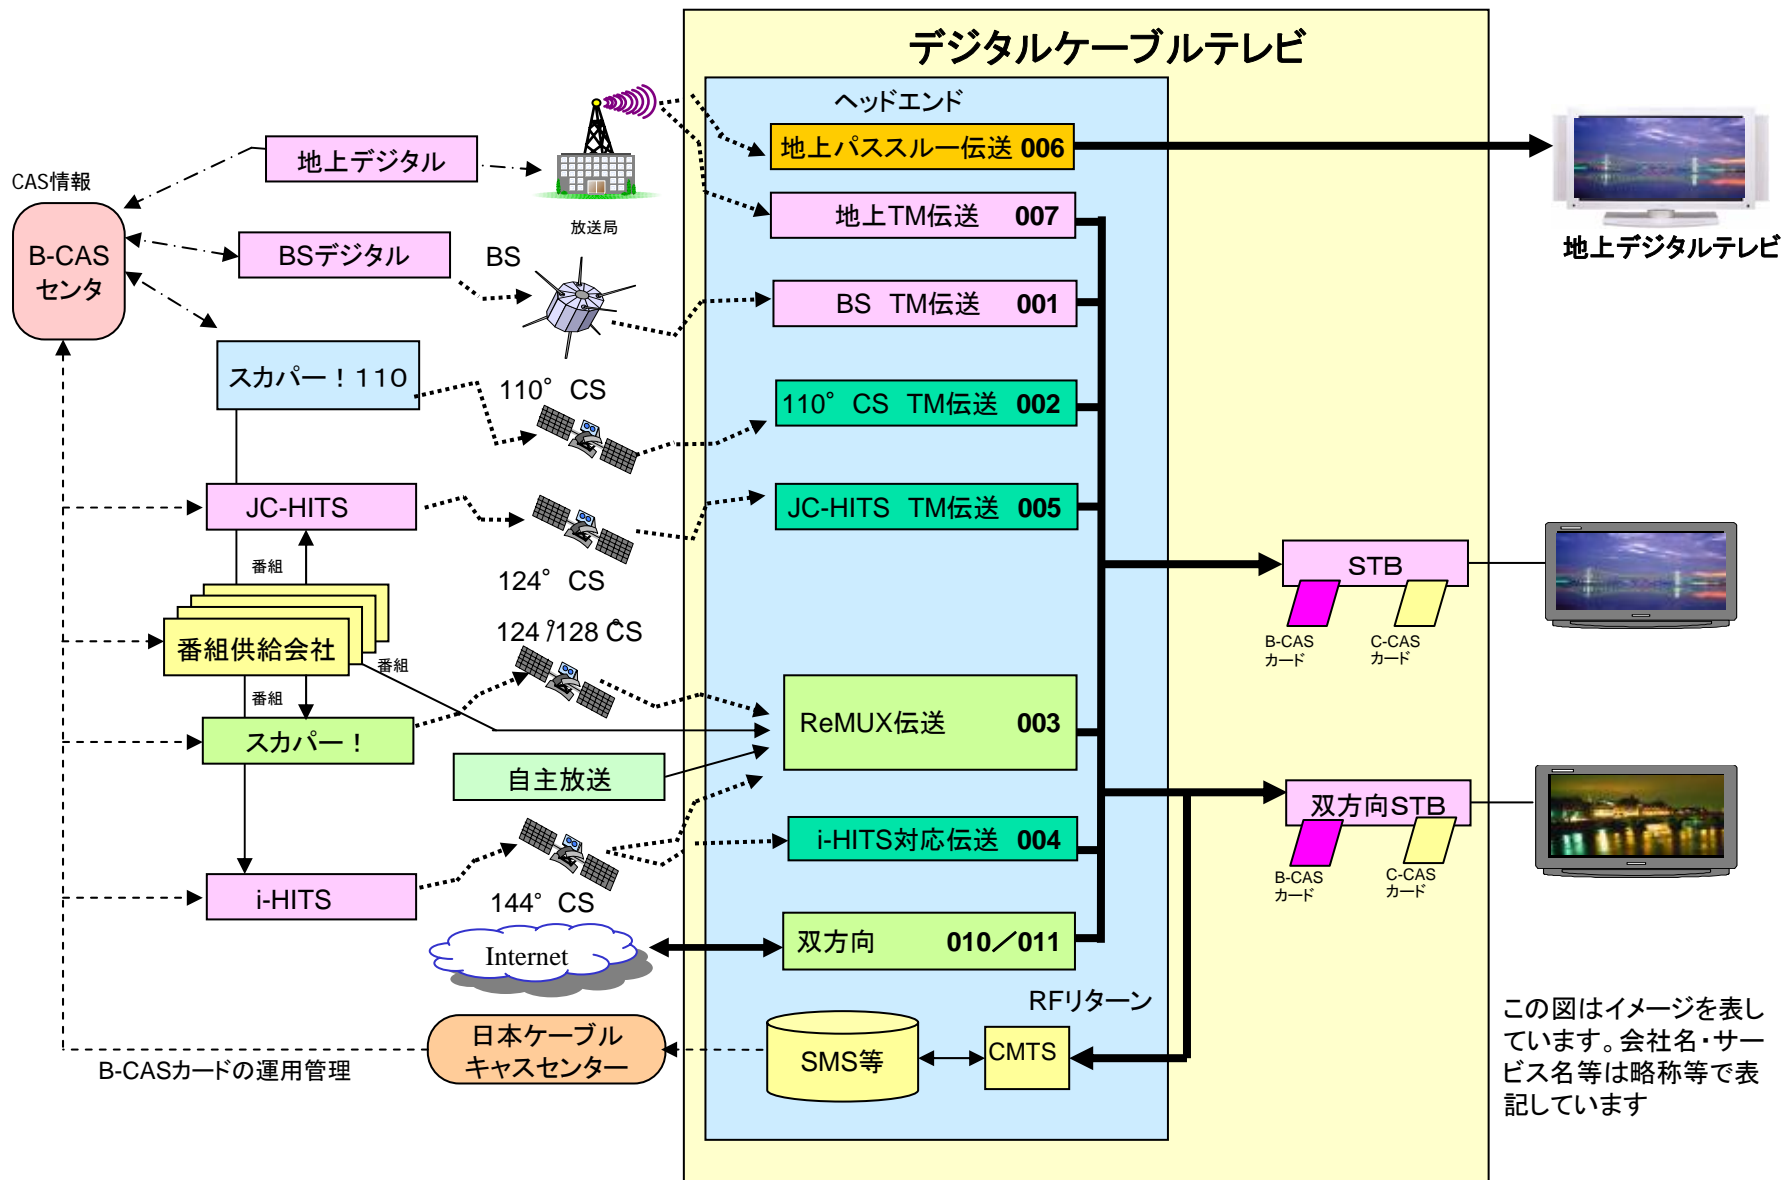 デジタルケーブルテレビ
ヘッドエンド
地上パススルー伝送 006
地上デジタル
CAS情報
放送局
地上TM伝送 007
地上デジタルテレビ
B-CAS
センタ
BSデジタル
BS
BS TM伝送 001
スカパー！110
110° CS
110° CS TM伝送 002
JC-HITS
JC-HITS TM伝送 005
124° CS
番組
STB
B-CAS
カード
C-CAS
カード
124°/128°CS
番組供給会社
番組
番組
ReMUX伝送 003
スカパー！
自主放送
双方向STB
B-CAS
カード
C-CAS
カード
i-HITS対応伝送 004
i-HITS
144° CS
Internet
双方向 010／011
RFリターン
日本ケーブル
キャスセンター
SMS等
CMTS
B-CASカードの運用管理
この図はイメージを表し
ています。会社名・サー
ビス名等は略称等で表
記しています